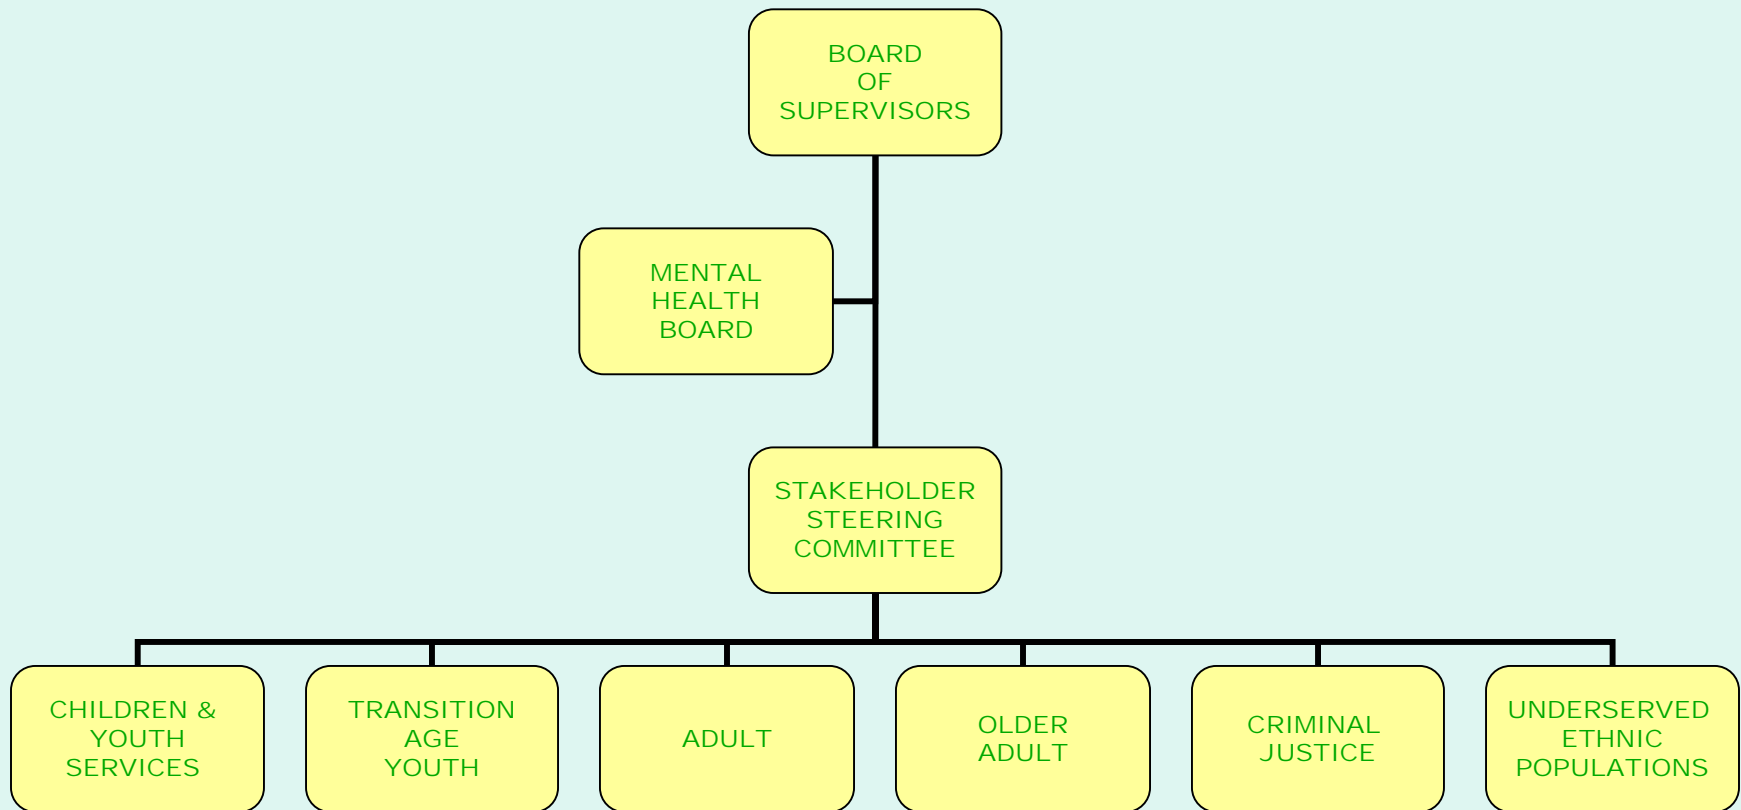 BOARD
OF
SUPERVISORS
MENTAL
HEALTH
BOARD
STAKEHOLDER
STEERING
COMMITTEE
CHILDREN &
YOUTH
SERVICES
TRANSITION
AGE
YOUTH
ADULT
OLDER
ADULT
CRIMINAL
JUSTICE
UNDERSERVED
ETHNIC
POPULATIONS